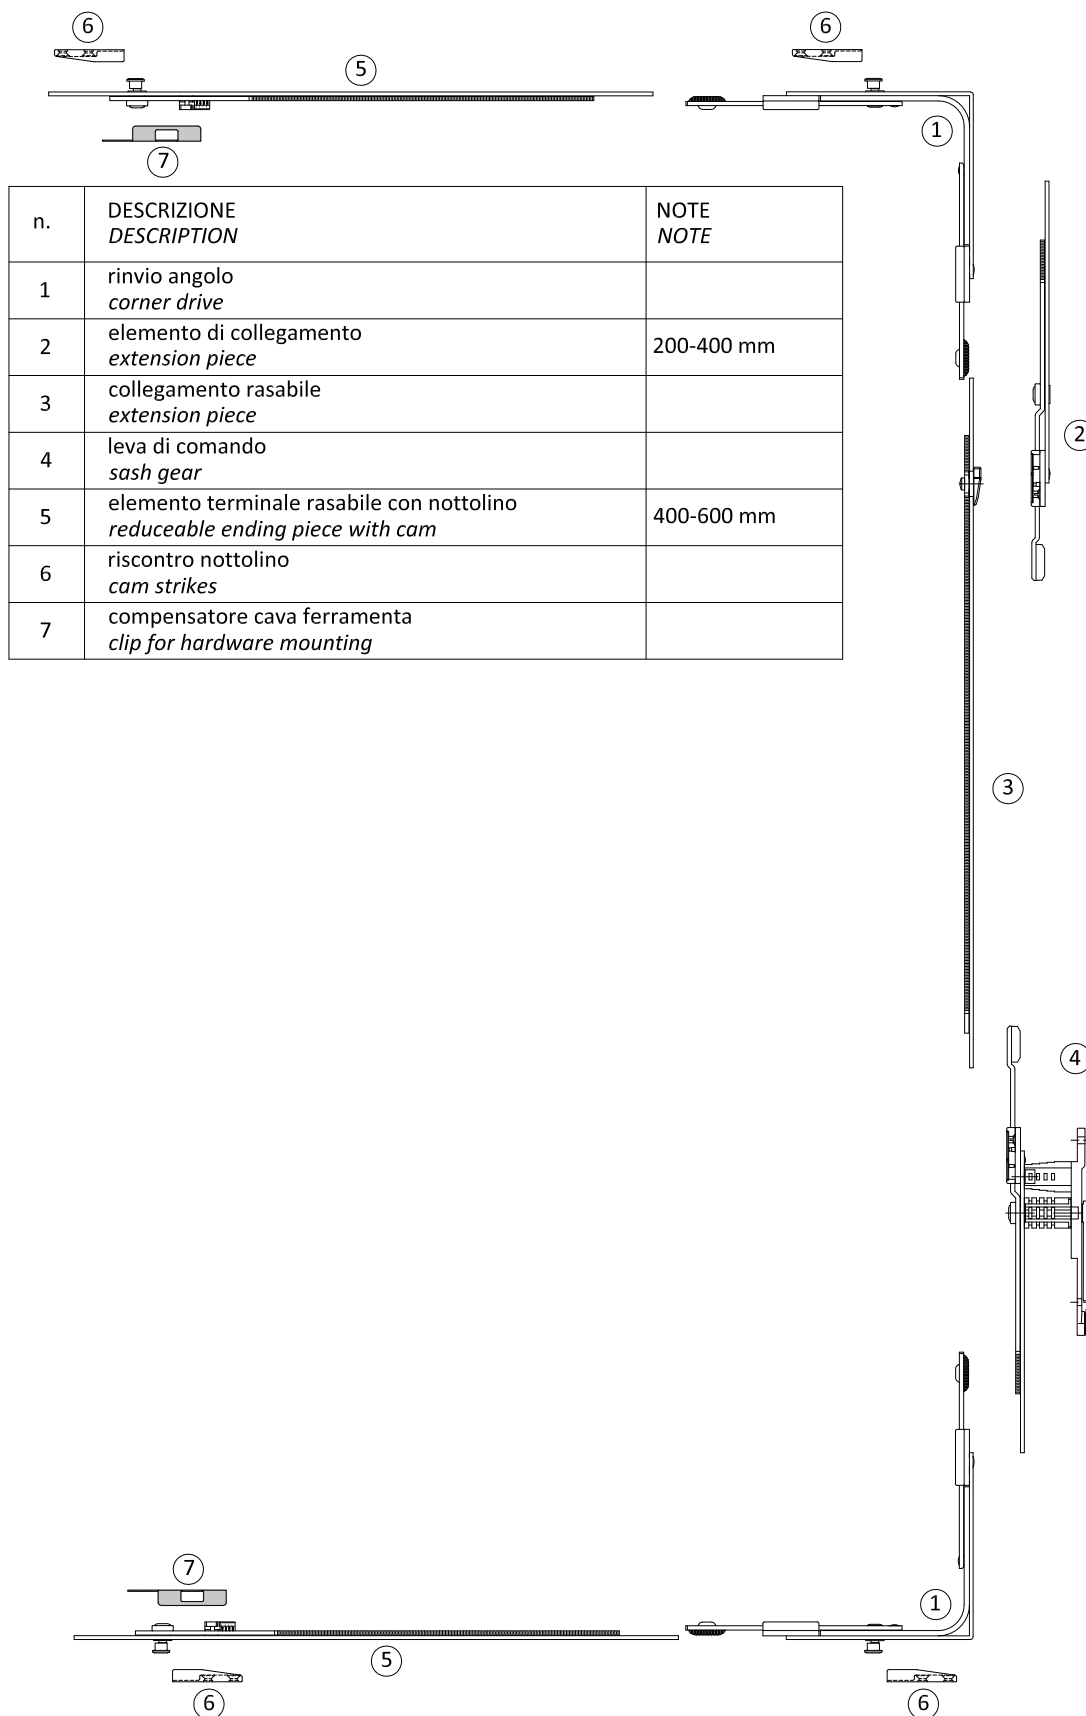 6
6
5
1
7
n.
DESCRIZIONE
DESCRIPTION
NOTE
NOTE
1
rinvio angolo
corner drive
2
elemento di collegamento
extension piece
200-400 mm
3
collegamento rasabile
extension piece
4
leva di comando
sash gear
5
elemento terminale rasabile con nottolino
reduceable ending piece with cam
400-600 mm
6
riscontro nottolino
cam strikes
7
compensatore cava ferramenta
clip for hardware mounting
2
3
4
7
1
5
6
6